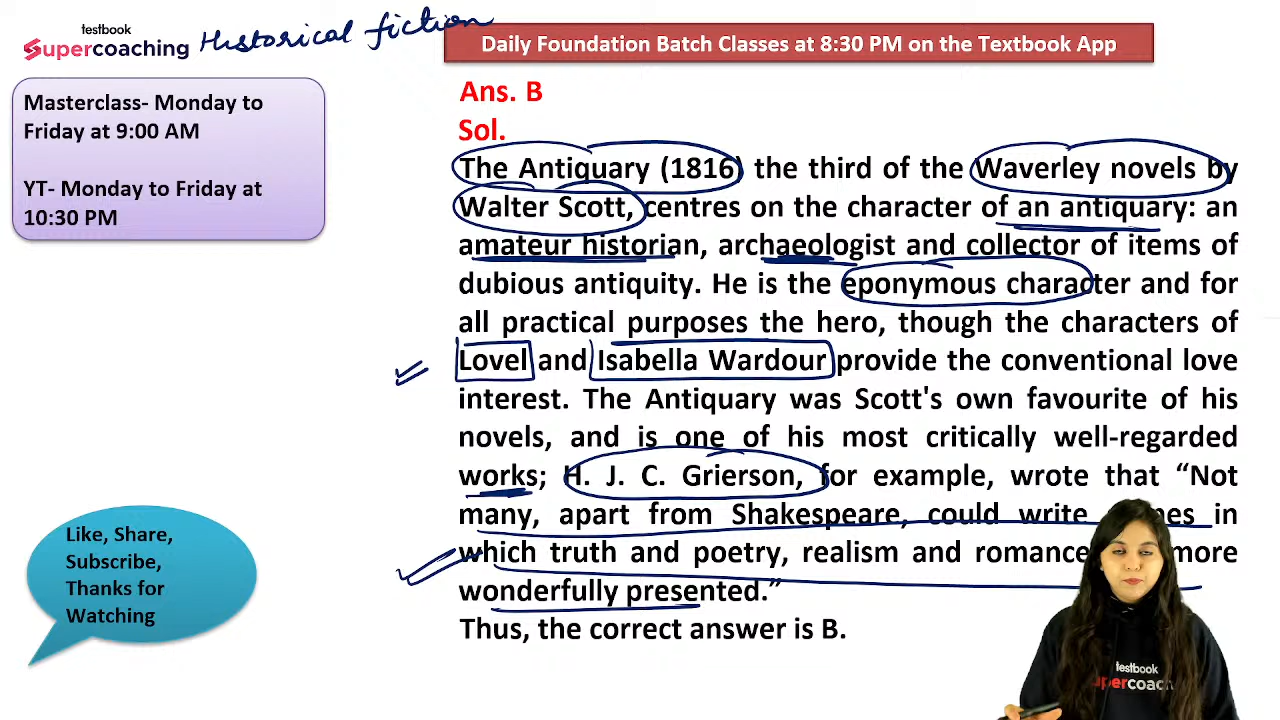 testbook
Supercoaching
Historical fiction
Daily Foundation Batch Classes at 8:30 PM on the Textbook App
Masterclass- Monday to
Friday at 9:00 AM
YT- Monday to Friday at
10:30 PM
Ans. B
Sol.
The Antiquary (1816) the third of the Waverley novels by
Walter Scott, centres on the character of an antiquary: an
amateur historian, archaeologist and collector of items of
dubious antiquity. He is the eponymous character and for
all practical purposes the hero, though the characters of
Lovel and Isabella Wardour provide the conventional love
interest. The Antiquary was Scott's own favourite of his
novels, and is one of his most critically well-regarded
works; H. J. C. Grierson, for example, wrote that “Not
many, apart from Shakespeare, could write in
which truth and poetry, realism and romance more
wonderfully presented.”
Thus, the correct answer is B.
Like, Share,
Subscribe,
Thanks for
Watching
testbook